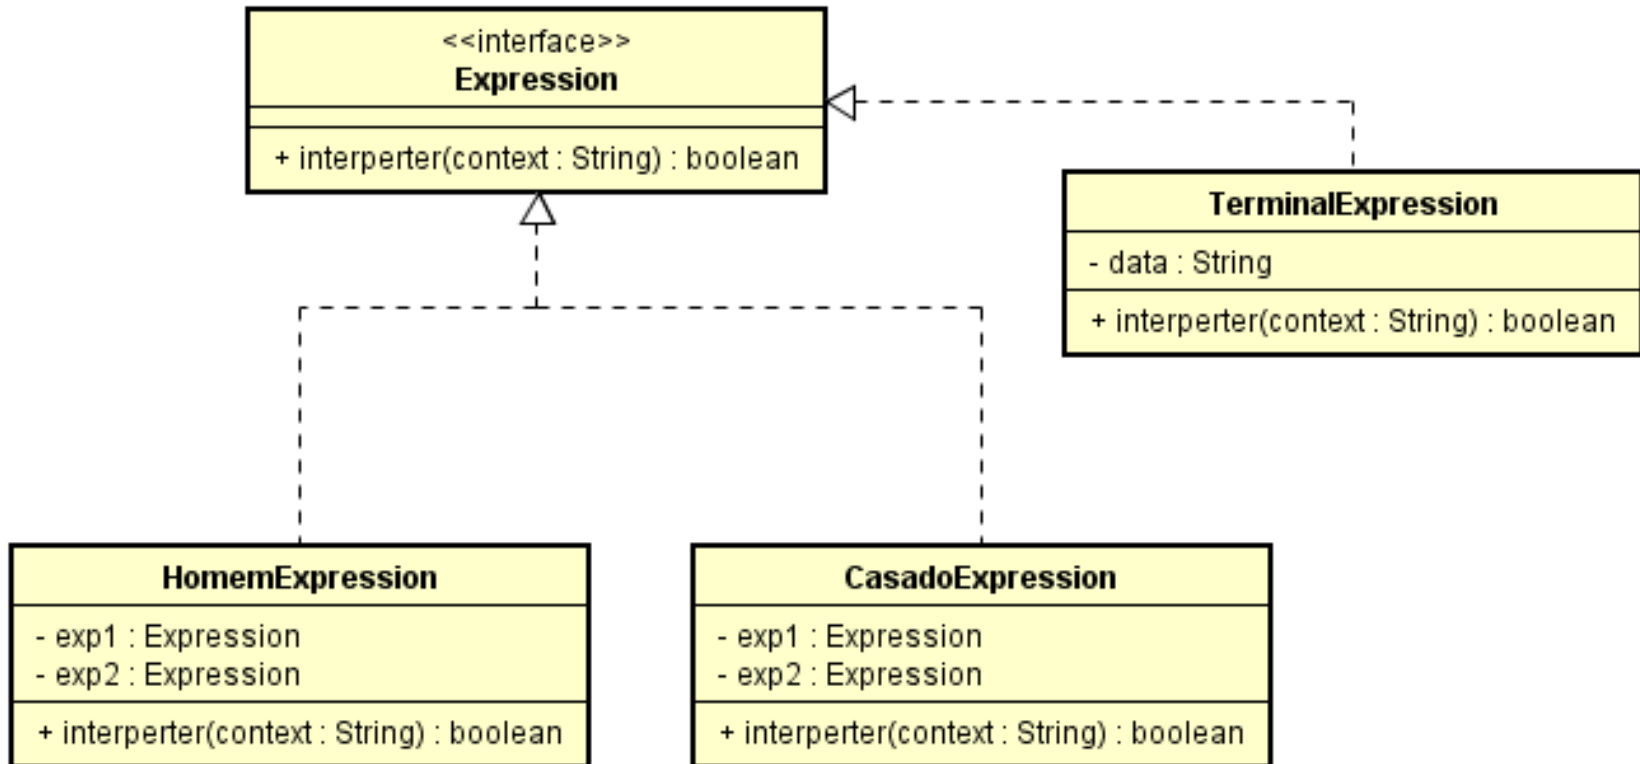 <<interface>>
Expression
+ interperter(context : String) : boolean
TerminalExpression
- data : String
+ interperter(context : String) : boolean
HomemExpression
- exp1 : Expression
- exp2 : Expression
+ interperter(context : String) : boolean
CasadoExpression
- exp1 : Expression
- exp2 : Expression
+ interperter(context : String) : boolean